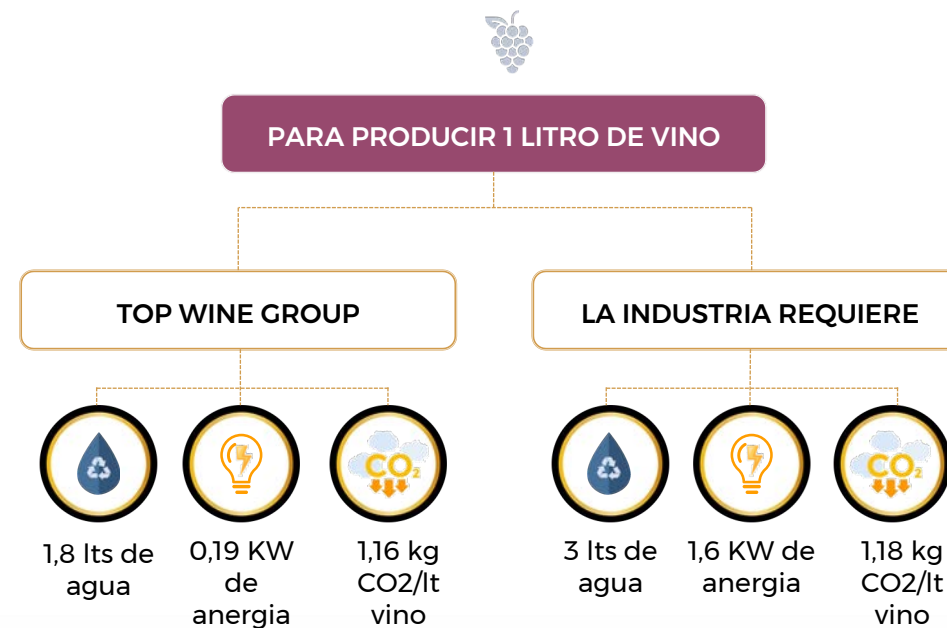 PARA PRODUCIR 1 LITRO DE VINO
TOP WINE GROUP
LA INDUSTRIA REQUIERE
CO2
CO2
1,8 lts de
agua
0,19 KW
de
anergia
1,16 kg
CO2/lt
vino
3 lts de
agua
1,6 KW de
anergia
1,18 kg
CO2/lt
vino